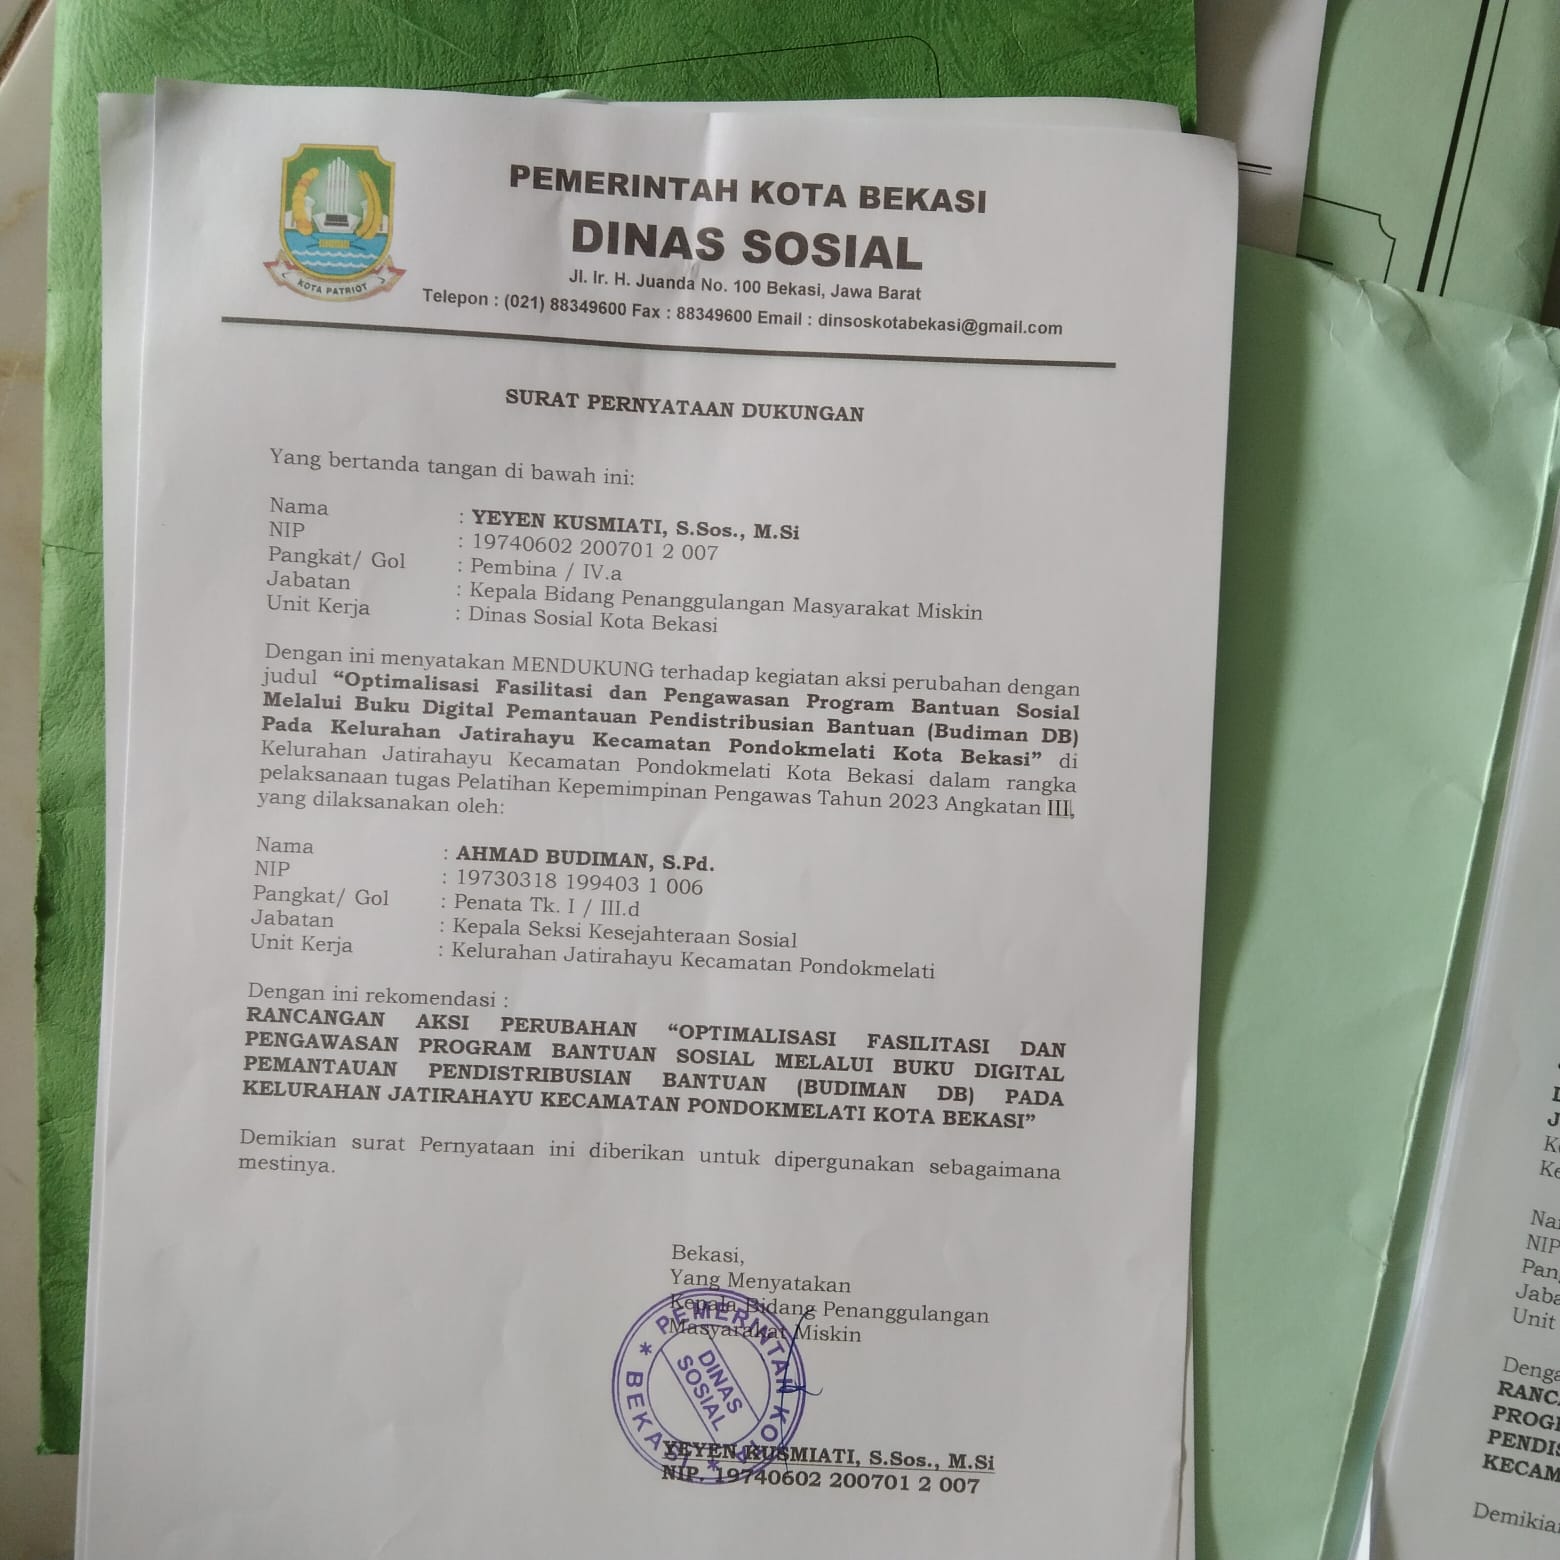 KOTA PATRIOT
PEMERINTAH KOTA BEKASI
DINAS SOSIAL
Jl. Ir. H. Juanda No. 100 Bekasi, Jawa Barat
Telepon : (021) 88349600 Fax : 88349600 Email : dinsoskotabekasi@gmail.com
SURAT PERNYATAAN DUKUNGAN
Yang bertanda tangan di bawah ini:
Nama : YEYEN KUSMIATI, S.Sos., M.Si
NIP : 19740602 200701 2 007
Pangkat/ Gol : Pembina / IV.a
Jabatan : Kepala Bidang Penanggulangan Masyarakat Miskin
Unit Kerja : Dinas Sosial Kota Bekasi
Dengan ini menyatakan MENDUKUNG terhadap kegiatan aksi perubahan dengan
judul “Optimalisasi Fasilitasi dan Pengawasan Program Bantuan Sosial
Melalui Buku Digital Pemantauan Pendistribusian Bantuan (Budiman DB)
Pada Kelurahan Jatirahayu Kecamatan Pondokmelati Kota Bekasi” di
Kelurahan Jatirahayu Kecamatan Pondokmelati Kota Bekasi dalam rangka
pelaksanaan tugas Pelatihan Kepemimpinan Pengawas Tahun 2023 Angkatan III,
yang dilaksanakan oleh:
Nama : AHMAD BUDIMAN, S.Pd.
NIP : 19730318 199403 1 006
Pangkat/ Gol : Penata Tk. I / III.d
Jabatan : Kepala Seksi Kesejahteraan Sosial
Unit Kerja : Kelurahan Jatirahayu Kecamatan Pondokmelati
Dengan ini rekomendasi :
RANCANGAN AKSI PERUBAHAN “OPTIMALISASI FASILITASI DAN
PENGAWASAN PROGRAM BANTUAN SOSIAL MELALUI BUKU DIGITAL
PEMANTAUAN PENDISTRIBUSIAN BANTUAN (BUDIMAN DB) PADA
KELURAHAN JATIRAHAYU KECAMATAN PONDOKMELATI KOTA BEKASI”
Demikian surat Pernyataan ini diberikan untuk dipergunakan sebagaimana
mestinya.
Bekasi,
Yang Menyatakan
Kepala Bidang Penanggulangan
Masyarakat Miskin
PEMERINTAH KOTA
DINAS
SOSIAL
BEKASI
YEYEN KUSMIATI, S.Sos., M.Si
NIP. 19740602 200701 2 007
NIP
Unit
PENDIS
KECAM
Demikian